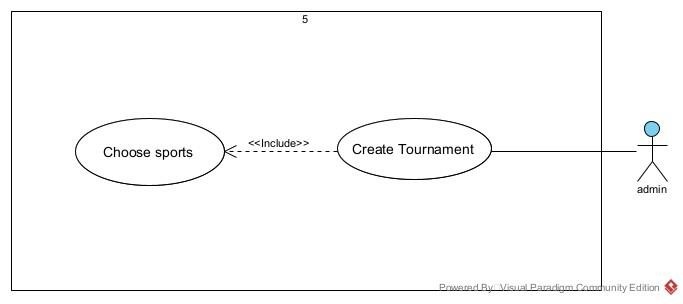 5
Choose sports
<<Include>>
Create Tournament
admin
Powered By: Visual Paradigm Community Edition